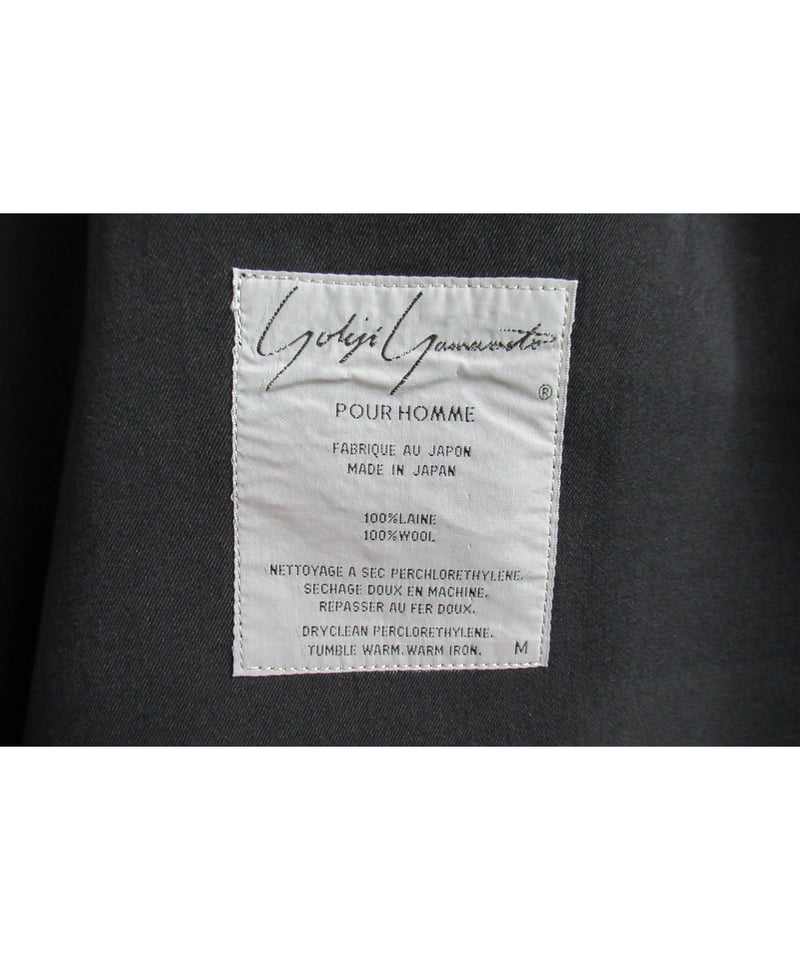 Yohji Yamamoto
®
POUR HOMME
FABRIQUE AU JAPON
MADE IN JAPAN
100%LAINE
100%WOOL
NETTOYAGE A SEC PERCHLORETHYLENE.
SECHAGE DOUX EN MACHINE.
REPASSER AU FER DOUX.
DRYCLEAN PERCLORETHYLENE.
TUMBLE WARM. WARM IRON. M